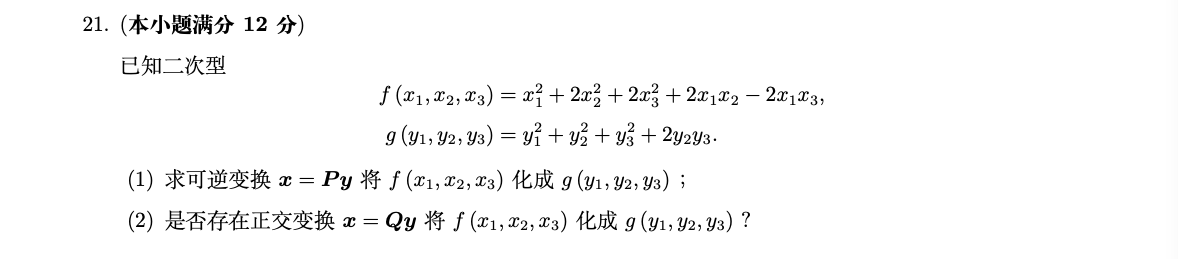 21. (本小题满分 12 分)
已知二次型
f (x₁, x₂, x₃) = x₁² + 2x₂² + 2x₃² + 2x₁x₂ − 2x₁x₃,
g (y₁, y₂, y₃) = y₁² + y₂² + y₃² + 2y₂y₃.
(1) 求可逆变换 x = Py 将 f (x₁, x₂, x₃) 化成 g (y₁, y₂, y₃) ;
(2) 是否存在正交变换 x = Qy 将 f (x₁, x₂, x₃) 化成 g (y₁, y₂, y₃) ?